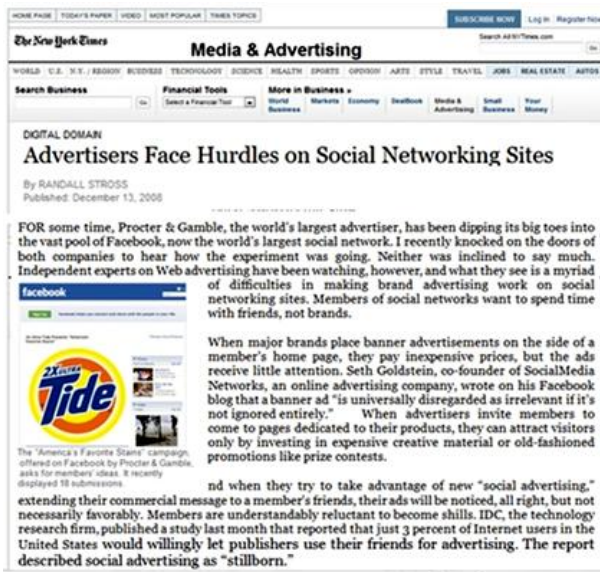 HOME PAGE TODAY'S PAPER VIDEO MOST POPULAR TIMES TOPICS
SUBSCRIBE NOW Log In Register Now
The New York Times
Media & Advertising
Search All NYTimes.com
Go
WORLD U.S. N.Y. / REGION BUSINESS TECHNOLOGY SCIENCE HEALTH SPORTS OPINION ARTS STYLE TRAVEL JOBS REAL ESTATE AUTOS
Search Business
Go
Financial Tools
Select a Financial Tool
More in Business »
World Business
Markets
Economy
DealBook
Media & Advertising
Small Business
Your Money
DIGITAL DOMAIN
Advertisers Face Hurdles on Social Networking Sites
By RANDALL STROSS
Published: December 13, 2008
FOR some time, Procter & Gamble, the world's largest advertiser, has been dipping its big toes into
the vast pool of Facebook, now the world's largest social network. I recently knocked on the doors of
both companies to hear how the experiment was going. Neither was inclined to say much.
Independent experts on Web advertising have been watching, however, and what they see is a myriad
of difficulties in making brand advertising work on social
networking sites. Members of social networks want to spend time
with friends, not brands.
facebook
2X ULTRA
Tide
The "America's Favorite Stains" campaign,
offered on Facebook by Procter & Gamble,
asks for members' ideas. It recently
displayed 18 submissions.
When major brands place banner advertisements on the side of a
member's home page, they pay inexpensive prices, but the ads
receive little attention. Seth Goldstein, co-founder of SocialMedia
Networks, an online advertising company, wrote on his Facebook
blog that a banner ad "is universally disregarded as irrelevant if it's
not ignored entirely." When advertisers invite members to
come to pages dedicated to their products, they can attract visitors
only by investing in expensive creative material or old-fashioned
promotions like prize contests.
nd when they try to take advantage of new "social advertising,"
extending their commercial message to a member's friends, their ads will be noticed, all right, but not
necessarily favorably. Members are understandably reluctant to become shills. IDC, the technology
research firm, published a study last month that reported that just 3 percent of Internet users in the
United States would willingly let publishers use their friends for advertising. The report
described social advertising as "stillborn."